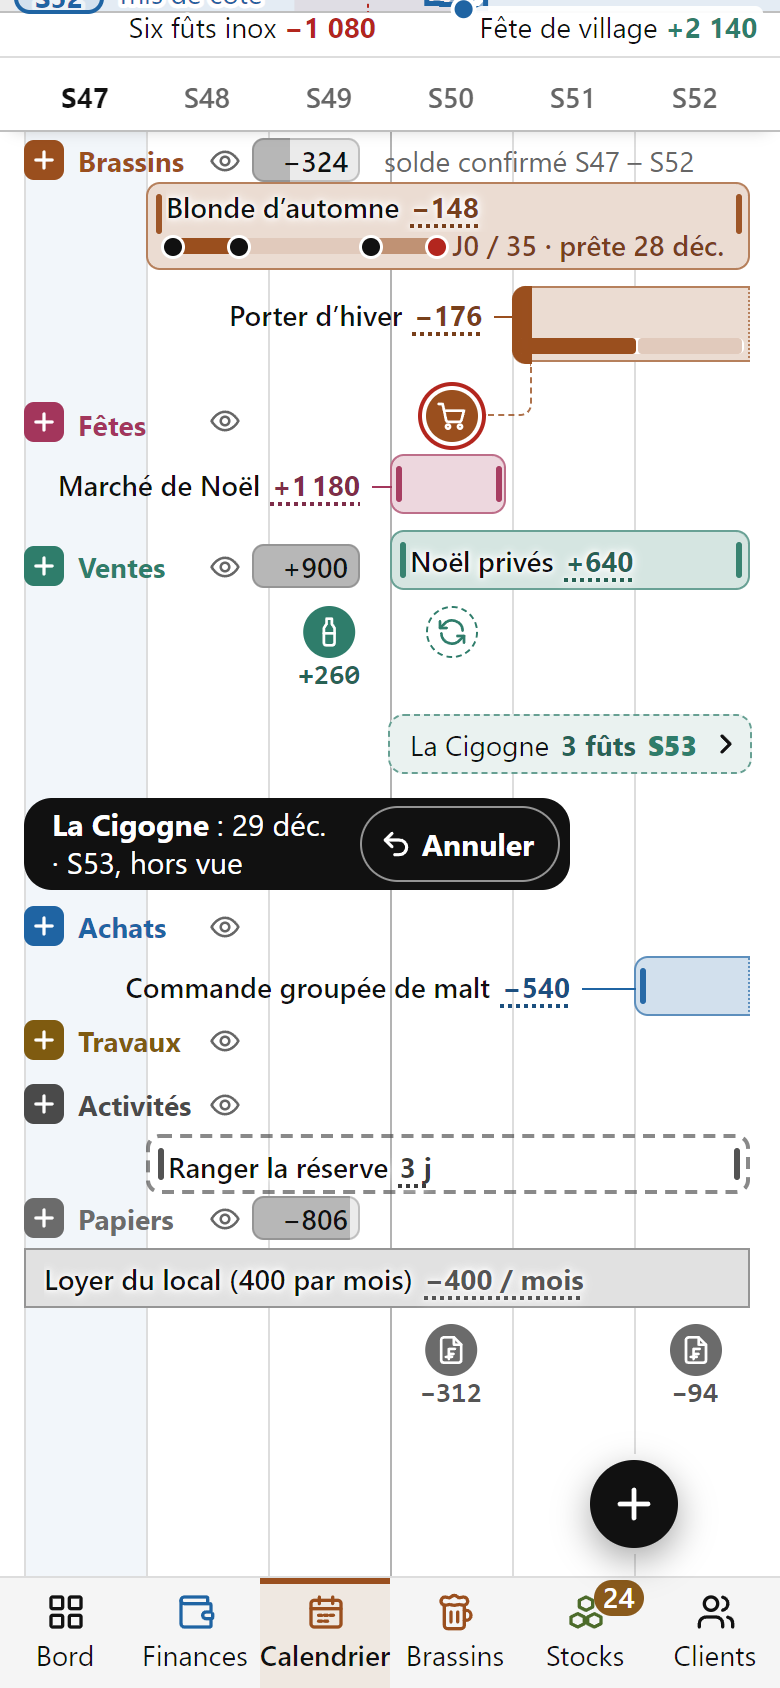 S52 mis de côté
Six fûts inox −1 080
Fête de village +2 140
S47 S48 S49 S50 S51 S52
Brassins −324 solde confirmé S47 – S52
Blonde d’automne −148
J0 / 35 · prête 28 déc.
Porter d’hiver −176
Fêtes
Marché de Noël +1 180
Ventes +900 Noël privés +640
+260
La Cigogne 3 fûts S53
La Cigogne : 29 déc.
· S53, hors vue
Annuler
Achats
Commande groupée de malt −540
Travaux
Activités
Ranger la réserve 3 j
Papiers −806
Loyer du local (400 par mois) −400 / mois
−312 −94
24
Bord Finances Calendrier Brassins Stocks Clients